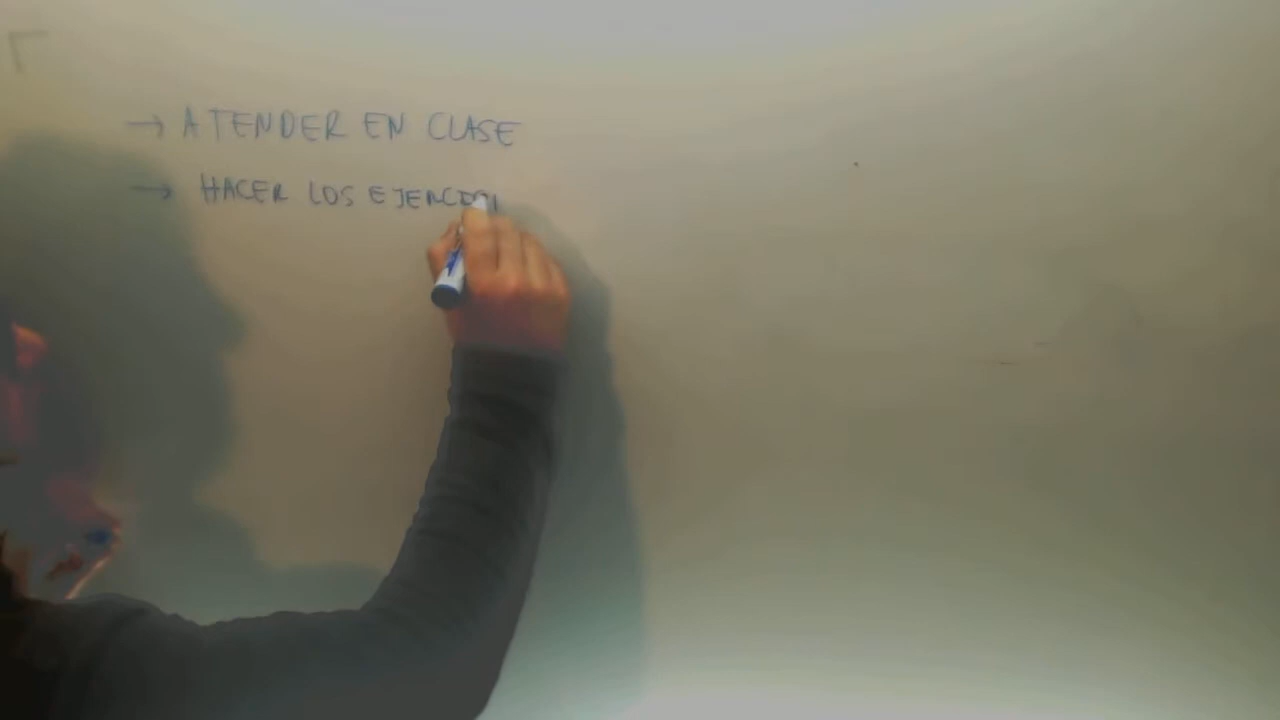 → ATENDER EN CLASE
→ HACER LOS